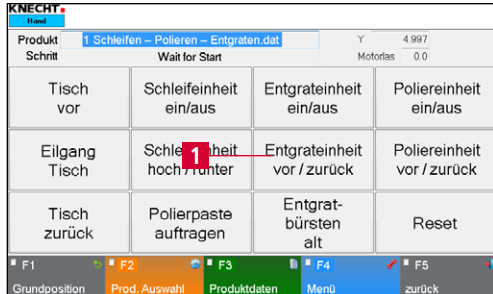 KNECHT
Hand
Produkt 1 Schleifen – Polieren – Entgraten.dat Y 4.997
Schritt Wait for Start Motorlas 0.0
Tisch vor
Schleifeinheit ein/aus
Entgrateinheit ein/aus
Poliereinheit ein/aus
Eilgang Tisch
hoch / runter
1
Entgrateinheit vor / zurück
Poliereinheit vor / zurück
Tisch zurück
Polierpaste auftragen
Entgrat-
bürsten
alt
Reset
F1 F2 F3 F4 F5
Grundposition Prod. Auswahl Produktdaten Menü zurück